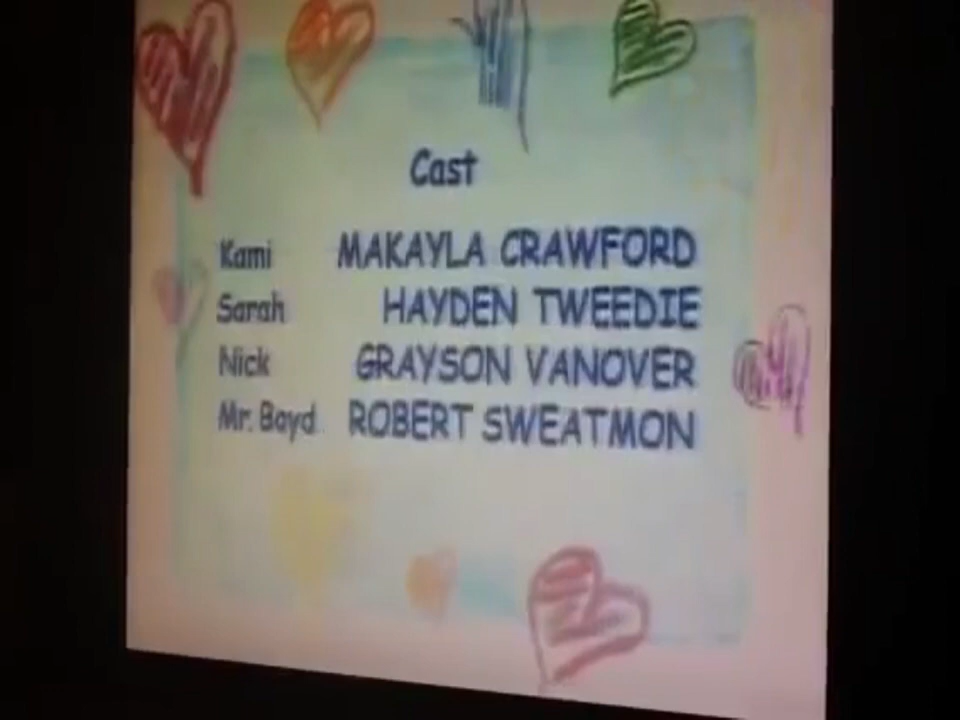 Cast
Kami MAKAYLA CRAWFORD
Sarah HAYDEN TWEEDIE
Nick GRAYSON VANOVER
Mr. Boyd ROBERT SWEATMON